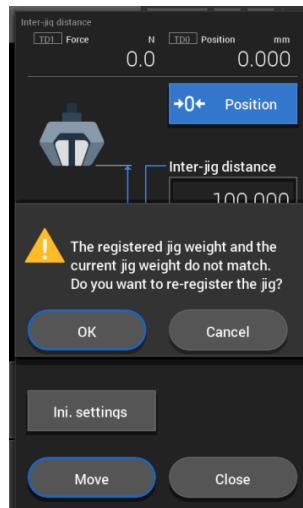 Inter-jig distance
TD1 Force N TD0 Position mm
0.0 0.000
→0← Position
Inter-jig distance
100.000
The registered jig weight and the
current jig weight do not match.
Do you want to re-register the jig?
OK Cancel
Ini. settings
Move Close